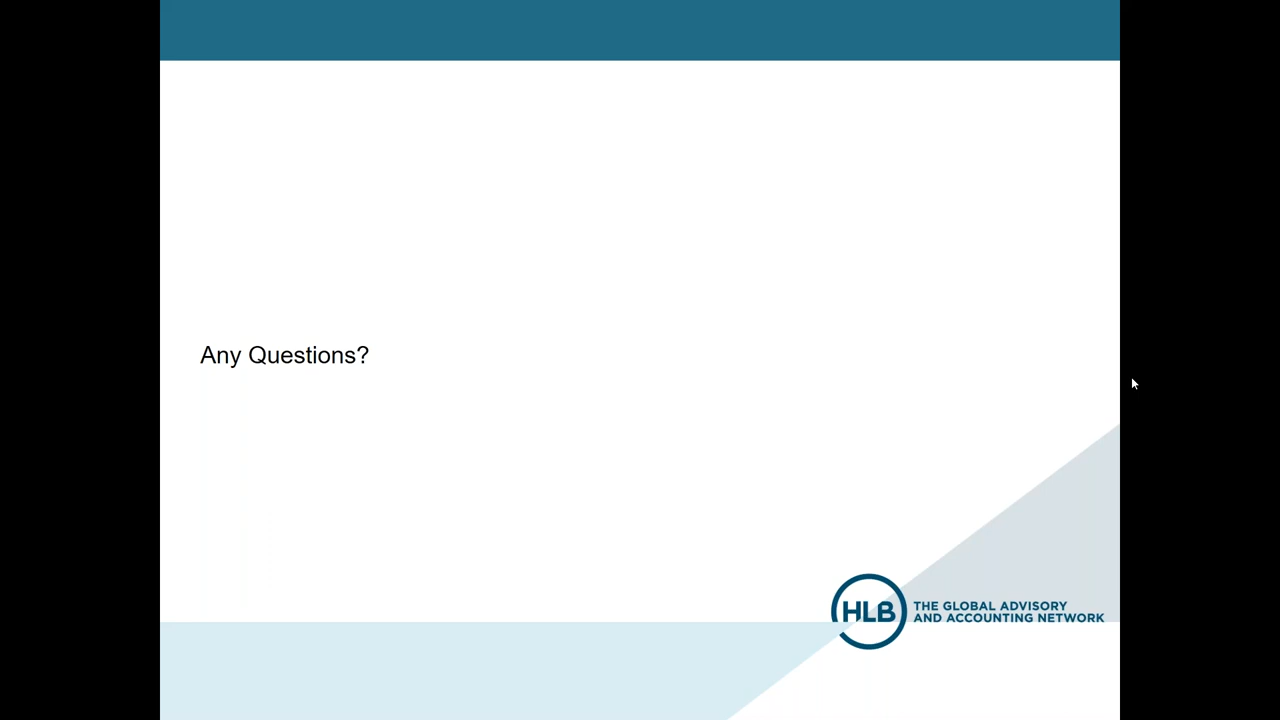 Any Questions?
HLB
THE GLOBAL ADVISORY
AND ACCOUNTING NETWORK